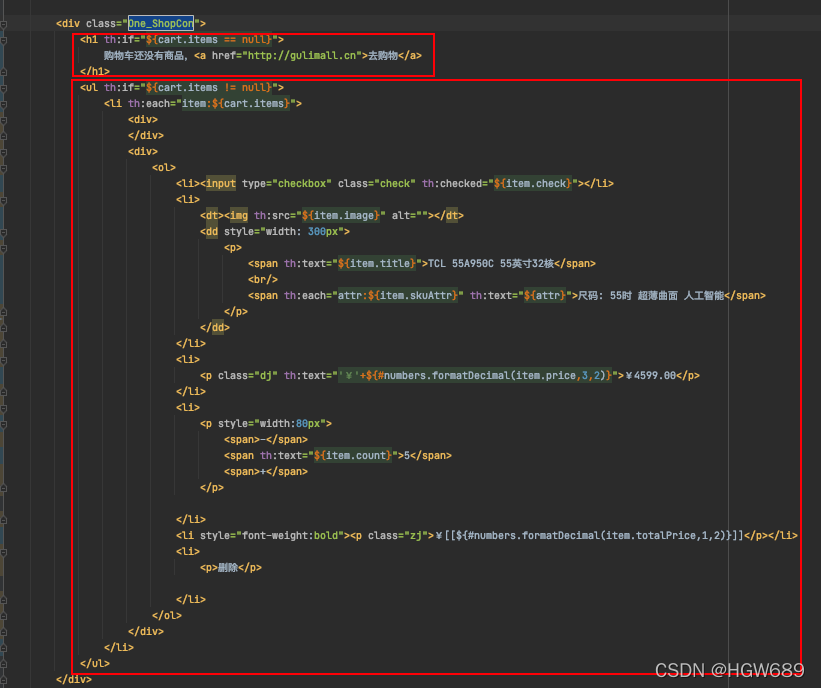 <div class="One_ShopCon">
<h1 th:if="${cart.items == null}">
购物车还没有商品，<a href="http://gulimall.cn">去购物</a>
</h1>
<ul th:if="${cart.items != null}">
<li th:each="item:${cart.items}">
<div>
</div>
<div>
<ol>
<li><input type="checkbox" class="check" th:checked="${item.check}"></li>
<li>
<dt><img th:src="${item.image}" alt=""></dt>
<dd style="width: 300px">
<p>
<span th:text="${item.title}">TCL 55A950C 55英寸32核</span>
<br/>
<span th:each="attr:${item.skuAttr}" th:text="${attr}">尺码: 55时 超薄曲面 人工智能</span>
</p>
</dd>
</li>
<li>
<p class="dj" th:text="'￥'+${#numbers.formatDecimal(item.price,3,2)}">￥4599.00</p>
</li>
<li>
<p style="width:80px">
<span>-</span>
<span th:text="${item.count}">5</span>
<span>+</span>
</p>
</li>
<li style="font-weight:bold"><p class="zj">￥[[${#numbers.formatDecimal(item.totalPrice,1,2)}]]</p></li>
<li>
<p>删除</p>
</li>
</ol>
</div>
</li>
</ul>
</div>
CSDN @HGW689